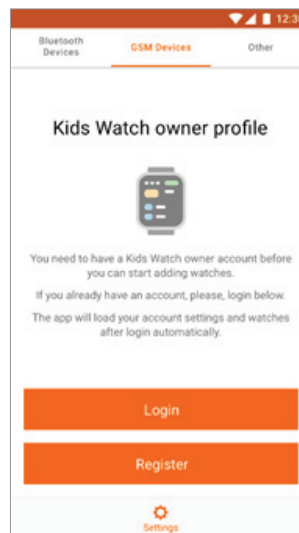 12:30
Bluetooth
Devices
GSM Devices
Other
Kids Watch owner profile
You need to have a Kids Watch owner account before
you can start adding watches.
If you already have an account, please, login below.
The app will load your account settings and watches
after login automatically.
Login
Register
Settings